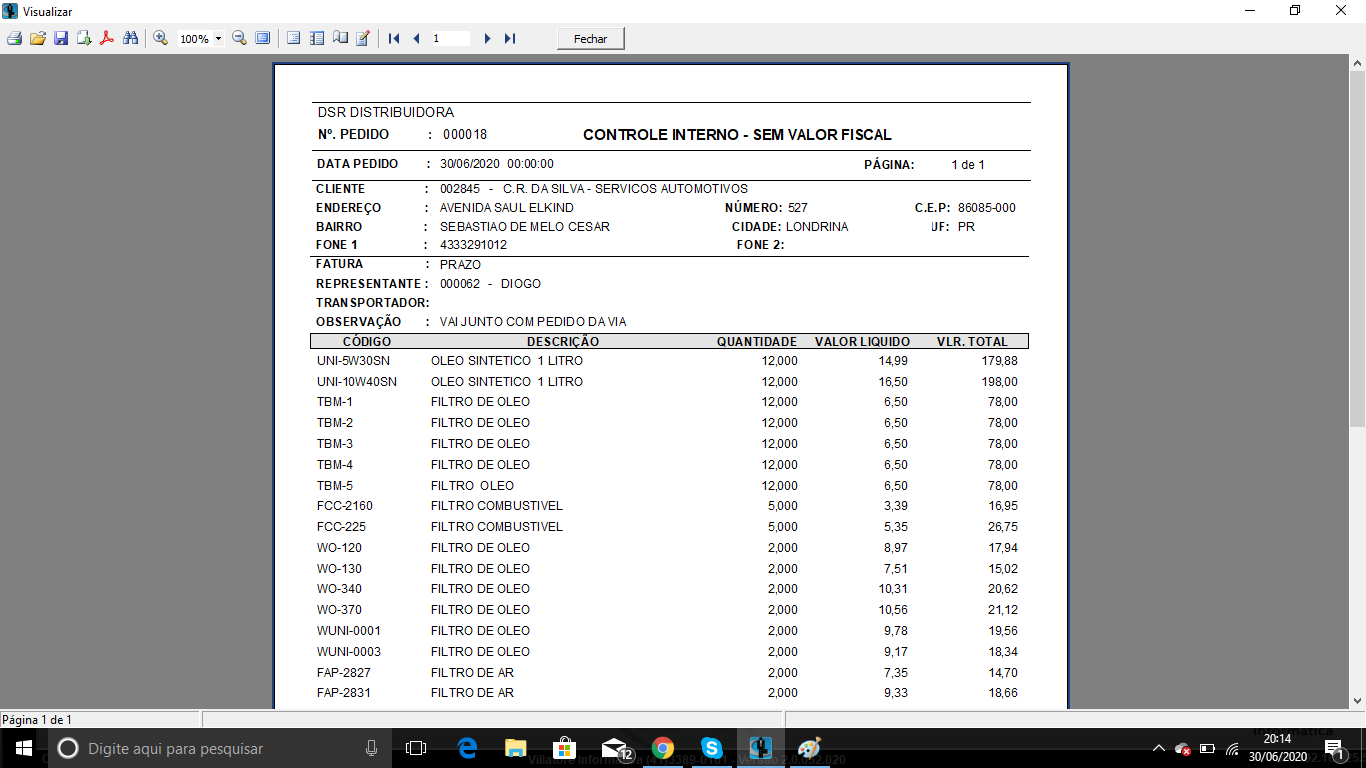 Visualizar
100%
1
Fechar
DSR DISTRIBUIDORA
Nº. PEDIDO : 000018 CONTROLE INTERNO - SEM VALOR FISCAL
DATA PEDIDO : 30/06/2020 00:00:00 PÁGINA: 1 de 1
CLIENTE : 002845 - C.R. DA SILVA - SERVICOS AUTOMOTIVOS
ENDEREÇO : AVENIDA SAUL ELKIND NÚMERO: 527 C.E.P: 86085-000
BAIRRO : SEBASTIAO DE MELO CESAR CIDADE: LONDRINA UF: PR
FONE 1 : 4333291012 FONE 2:
FATURA : PRAZO
REPRESENTANTE : 000062 - DIOGO
TRANSPORTADOR:
OBSERVAÇÃO : VAI JUNTO COM PEDIDO DA VIA
CÓDIGO DESCRIÇÃO QUANTIDADE VALOR LIQUIDO VLR. TOTAL
UNI-5W30SN OLEO SINTETICO 1 LITRO 12,000 14,99 179,88
UNI-10W40SN OLEO SINTETICO 1 LITRO 12,000 16,50 198,00
TBM-1 FILTRO DE OLEO 12,000 6,50 78,00
TBM-2 FILTRO DE OLEO 12,000 6,50 78,00
TBM-3 FILTRO DE OLEO 12,000 6,50 78,00
TBM-4 FILTRO DE OLEO 12,000 6,50 78,00
TBM-5 FILTRO OLEO 12,000 6,50 78,00
FCC-2160 FILTRO COMBUSTIVEL 5,000 3,39 16,95
FCC-225 FILTRO COMBUSTIVEL 5,000 5,35 26,75
WO-120 FILTRO DE OLEO 2,000 8,97 17,94
WO-130 FILTRO DE OLEO 2,000 7,51 15,02
WO-340 FILTRO DE OLEO 2,000 10,31 20,62
WO-370 FILTRO DE OLEO 2,000 10,56 21,12
WUNI-0001 FILTRO DE OLEO 2,000 9,78 19,56
WUNI-0003 FILTRO DE OLEO 2,000 9,17 18,34
FAP-2827 FILTRO DE AR 2,000 7,35 14,70
FAP-2831 FILTRO DE AR 2,000 9,33 18,66
Página 1 de 1
Digite aqui para pesquisar
12
20:14
30/06/2020
1